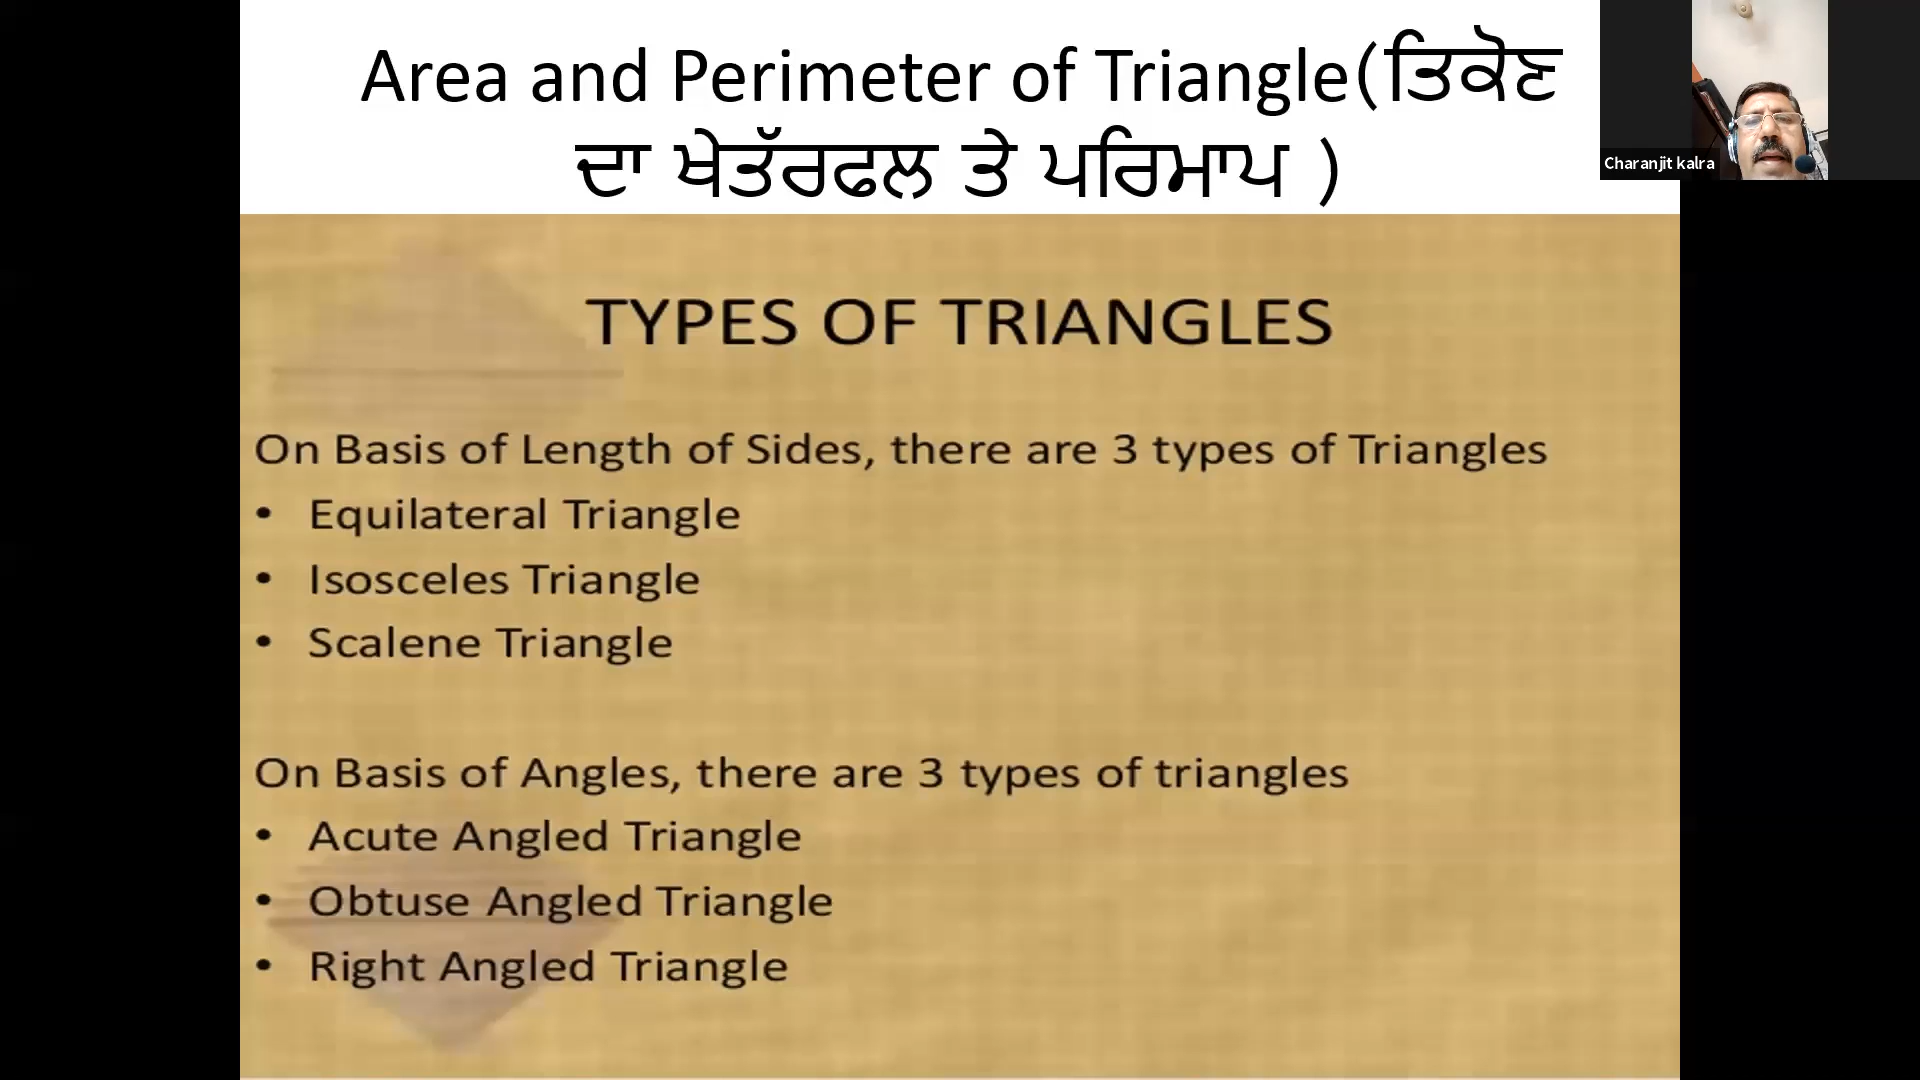 Area and Perimeter of Triangle(ਤਿਕੋਣ
ਦਾ ਖੇਤੱਰਫਲ ਤੇ ਪਰਿਮਾਪ )
Charanjit kalra
TYPES OF TRIANGLES
On Basis of Length of Sides, there are 3 types of Triangles
• Equilateral Triangle
• Isosceles Triangle
• Scalene Triangle
On Basis of Angles, there are 3 types of triangles
• Acute Angled Triangle
• Obtuse Angled Triangle
• Right Angled Triangle